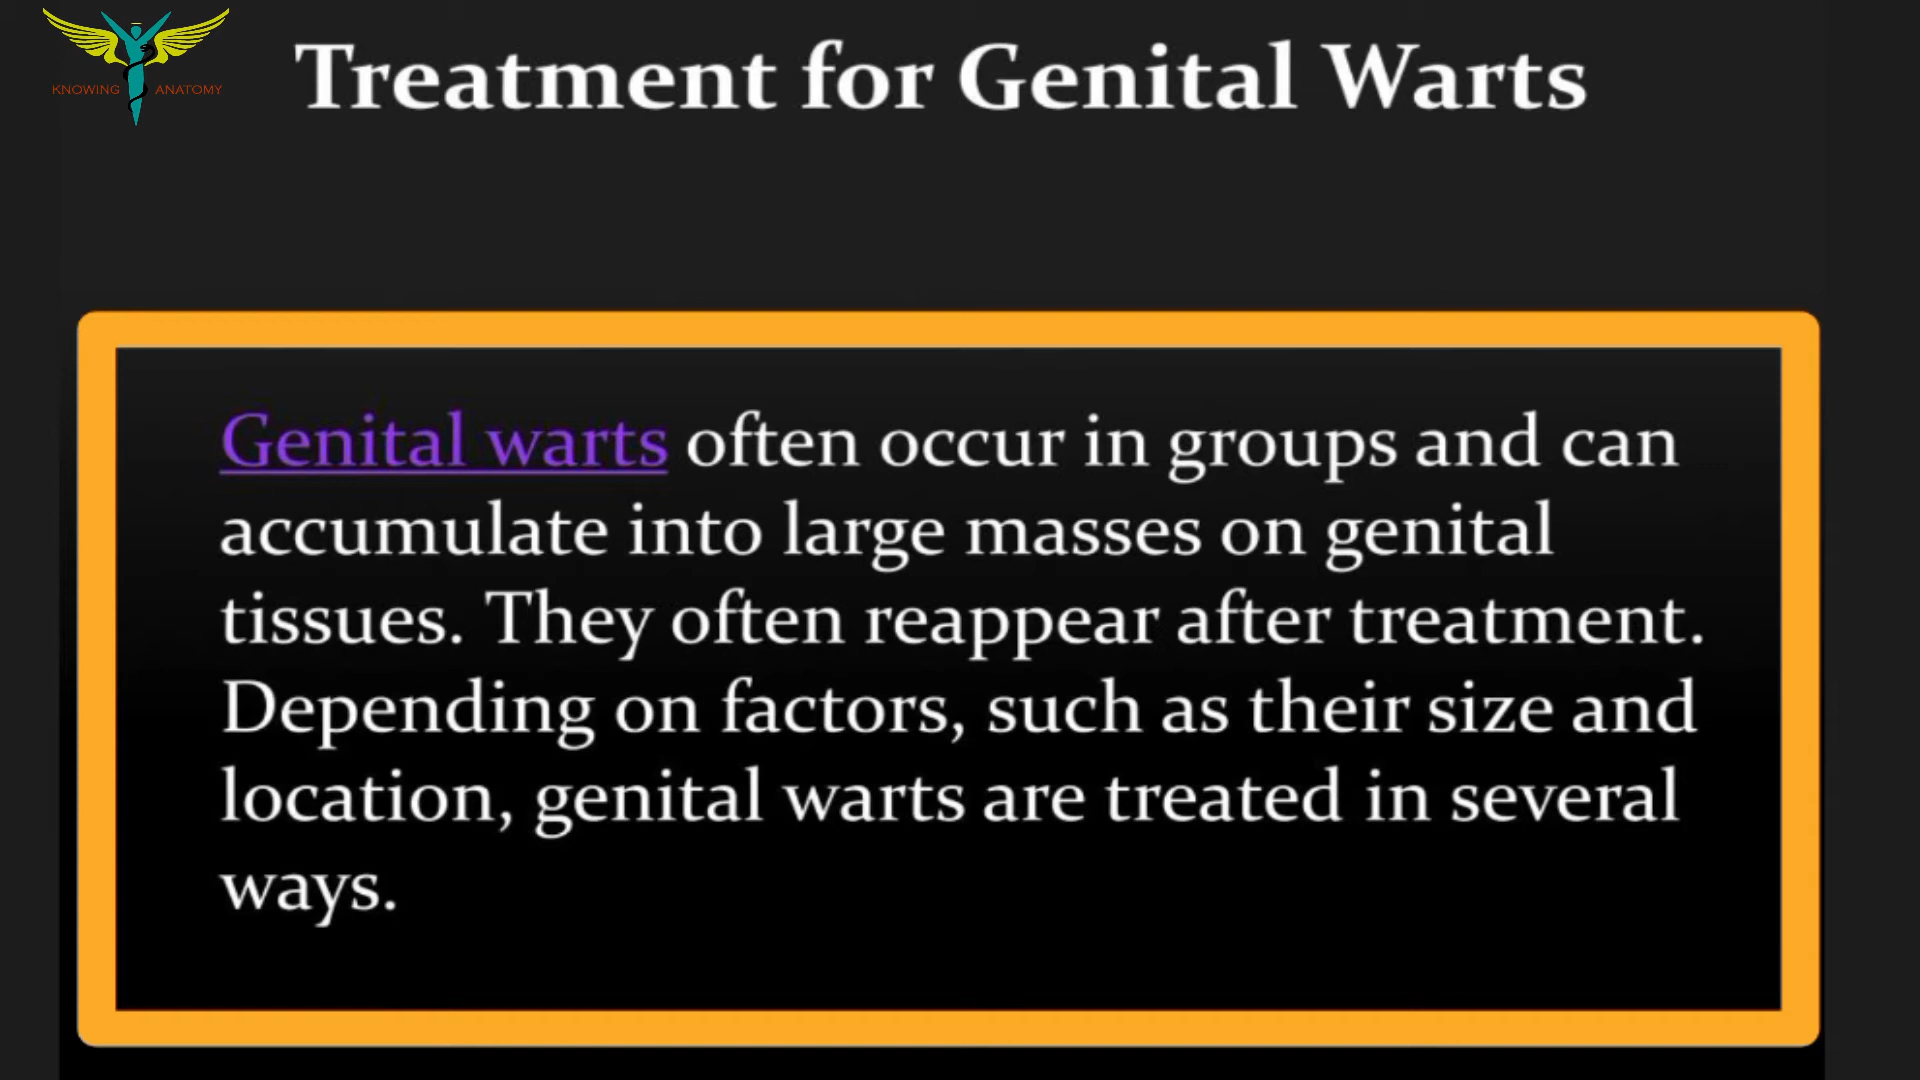 KNOWING ANATOMY
Treatment for Genital Warts
Genital warts often occur in groups and can
accumulate into large masses on genital
tissues. They often reappear after treatment.
Depending on factors, such as their size and
location, genital warts are treated in several
ways.